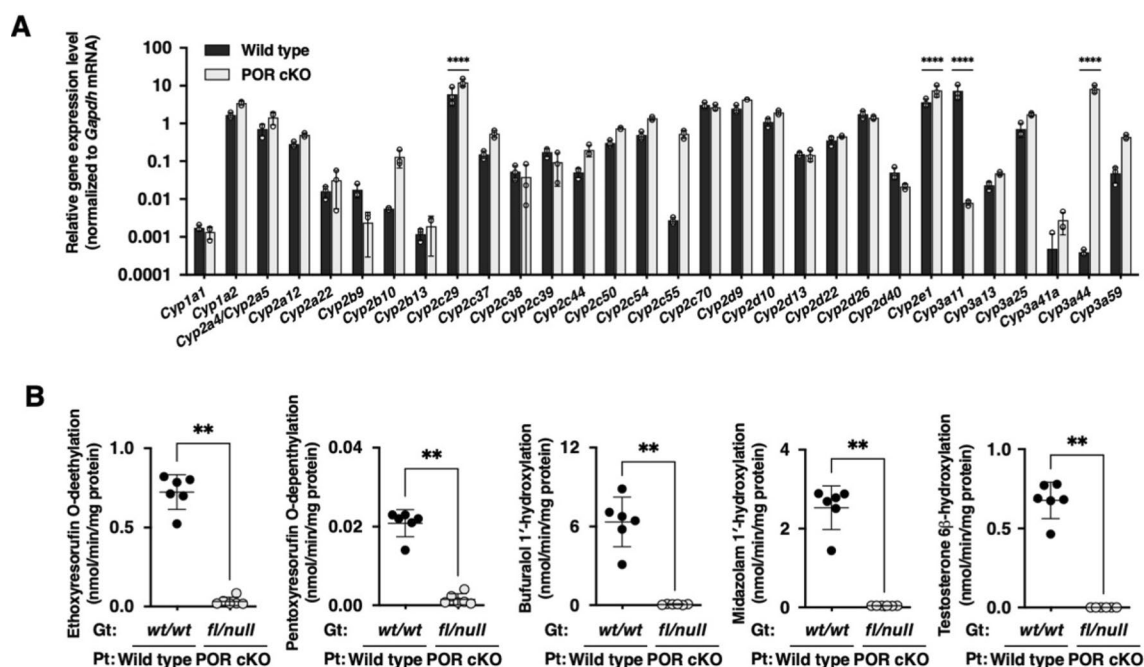 A
Relative gene expression level
(normalized to Gapdh mRNA)
100
10
1
0.1
0.01
0.001
0.0001
Wild type
POR cKO
****
**** ****
****
Cyp1a1
Cyp1a2
Cyp2a4/Cyp2a5
Cyp2a12
Cyp2a22
Cyp2b9
Cyp2b10
Cyp2b13
Cyp2c29
Cyp2c37
Cyp2c38
Cyp2c39
Cyp2c44
Cyp2c50
Cyp2c54
Cyp2c55
Cyp2c70
Cyp2d9
Cyp2d10
Cyp2d13
Cyp2d22
Cyp2d26
Cyp2d40
Cyp2e1
Cyp3a11
Cyp3a13
Cyp3a25
Cyp3a41a
Cyp3a44
Cyp3a59
B
Ethoxyresorufin O-deethylation
(nmol/min/mg protein)
1.0
0.5
0.0
**
Gt: wt/wt fl/null
Pt: Wild type POR cKO
Pentoxyresorufin O-depenthylation
(nmol/min/mg protein)
0.04
0.02
0.00
**
wt/wt fl/null
Wild type POR cKO
Bufuralol 1′-hydroxylation
(nmol/min/mg protein)
12
6
0
**
wt/wt fl/null
Wild type POR cKO
Midazolam 1′-hydroxylation
(nmol/min/mg protein)
4
2
0
**
wt/wt fl/null
Wild type POR cKO
Testosterone 6β-hydroxylation
(nmol/min/mg protein)
1.0
0.5
0.0
**
wt/wt fl/null
Wild type POR cKO